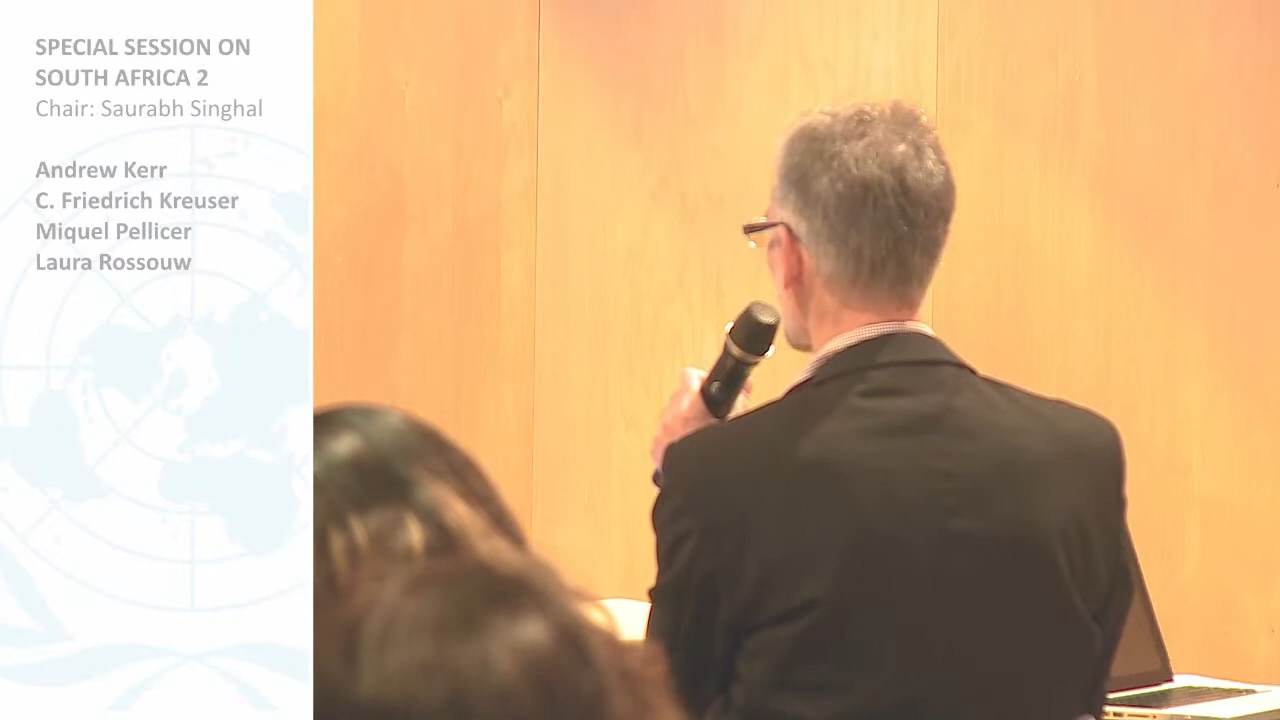 SPECIAL SESSION ON
SOUTH AFRICA 2
Chair: Saurabh Singhal
Andrew Kerr
C. Friedrich Kreuser
Miquel Pellicer
Laura Rossouw